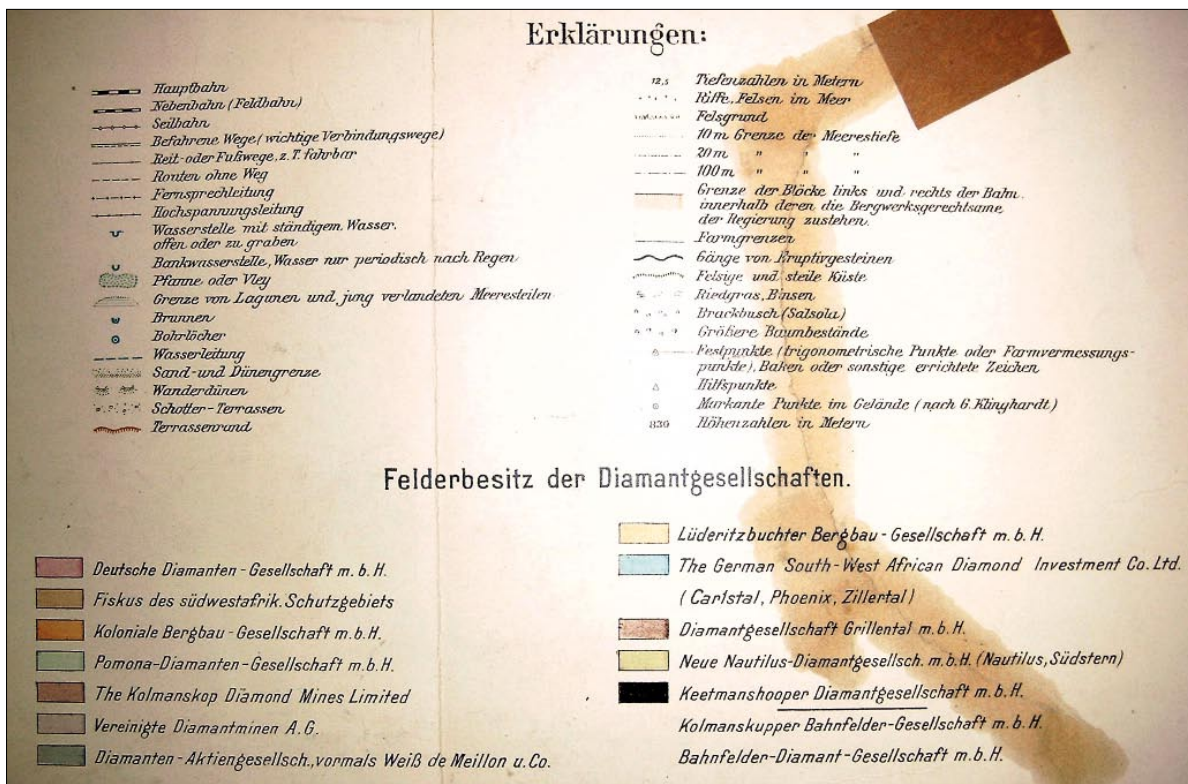 Erklärungen:
Hauptbahn
Nebenbahn (Feldbahn)
Seilbahn
Befahrene Wege, (wichtige Verbindungswege)
Reit- oder Fußwege, z. T. fahrbar
Routen ohne Weg
Fernsprechleitung
Hochspannungsleitung
Wasserstelle mit ständigem Wasser,
offen oder zu graben
Bankwasserstelle, Wasser nur periodisch nach Regen
Pfanne oder Vley
Grenze von Lagunen und jung verlandeten Meeresteilen
Brunnen
Bohrlöcher
Wasserleitung
Sand- und Dünengrenze
Wanderdünen
Schotter-Terrassen
Terrassenrand
12,5 Tiefenzahlen in Metern
Riffe, Felsen im Meer
Felsgrund
10 m Grenze der Meerestiefe
20 m " " "
100 m " " "
Grenze der Blöcke links und rechts der Bahn,
innerhalb deren die Bergwerksgerechtsame
der Regierung zustehen.
Farmgrenzen
Gänge von Eruptivgesteinen
Felsige und steile Küste
Riedgras, Binsen
Brackbusch (Salsola)
Größere Baumbestände
Festpunkte (trigonometrische Punkte oder Farmvermessungs-
punkte), Baken oder sonstige errichtete Zeichen
Hilfspunkte
Markante Punkte im Gelände (nach G. Klinghardt)
830 Höhenzahlen in Metern
Felderbesitz der Diamantgesellschaften.
Deutsche Diamanten-Gesellschaft m. b. H.
Fiskus des südwestafrik. Schutzgebiets
Koloniale Bergbau-Gesellschaft m. b. H.
Pomona-Diamanten-Gesellschaft m. b. H.
The Kolmanskop Diamond Mines Limited
Vereinigte Diamantminen A. G.
Diamanten-Aktiengesellsch., vormals Weiß de Meillon u. Co.
Lüderitzbuchter Bergbau-Gesellschaft m. b. H.
The German South-West African Diamond Investment Co. Ltd.
(Carlstal, Phoenix, Zillertal)
Diamantgesellschaft Grillental m. b. H.
Neue Nautilus-Diamantgesellsch. m. b. H. (Nautilus, Südstern)
Keetmanshooper Diamantgesellschaft m. b. H.
Kolmanskupper Bahnfelder-Gesellschaft m. b. H.
Bahnfelder-Diamant-Gesellschaft m. b. H.